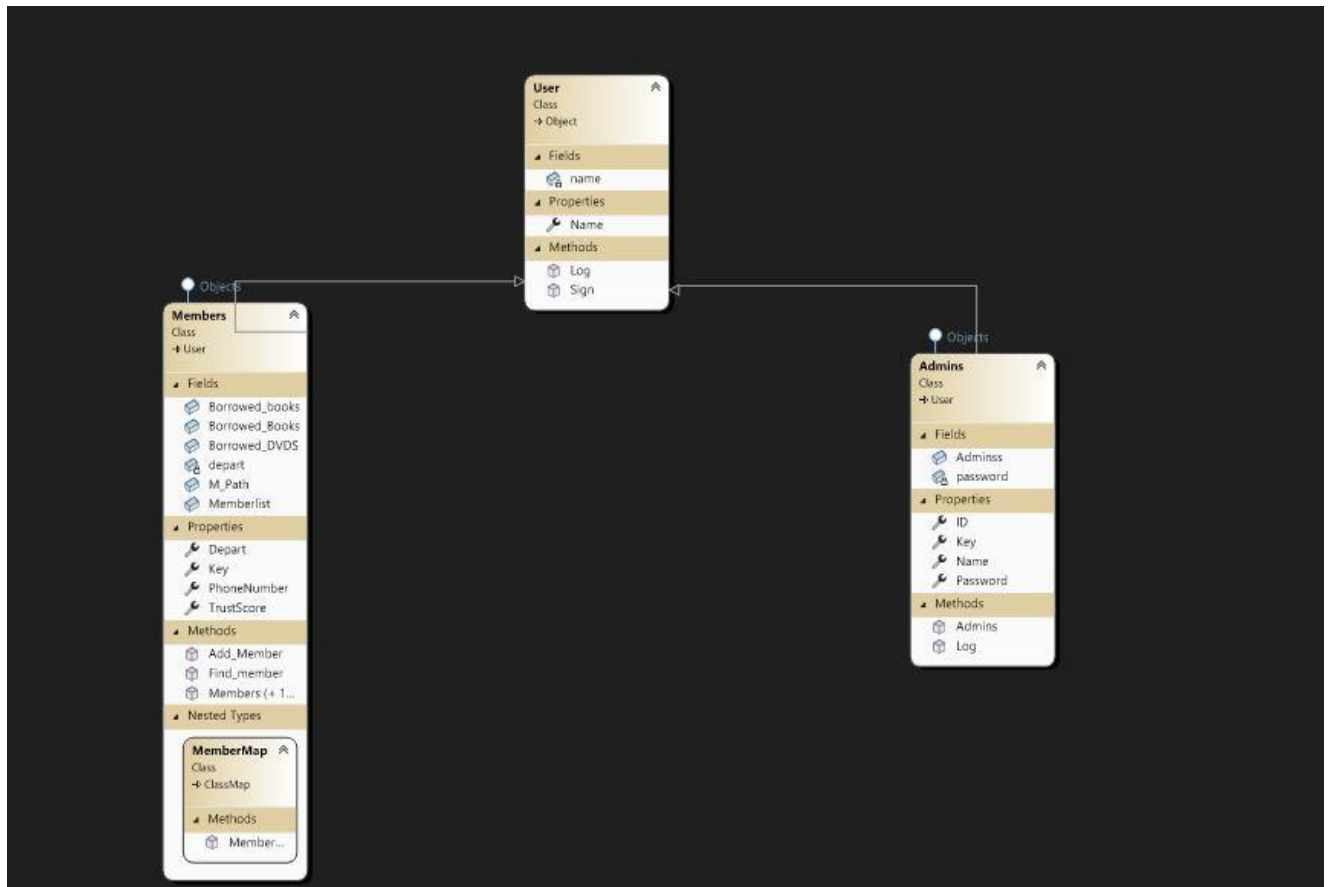 User
Class
→ Object
Fields
name
Properties
Name
Methods
Log
Sign
Objects
Members
Class
→ User
Fields
Borrowed_books
Borrowed_Books
Borrowed_DVDS
depart
M_Path
Memberlist
Properties
Depart
Key
PhoneNumber
TrustScore
Methods
Add_Member
Find_member
Members (+ 1...
Nested Types
MemberMap
Class
→ ClassMap
Methods
Member...
Objects
Admins
Class
→ User
Fields
Adminss
password
Properties
ID
Key
Name
Password
Methods
Admins
Log